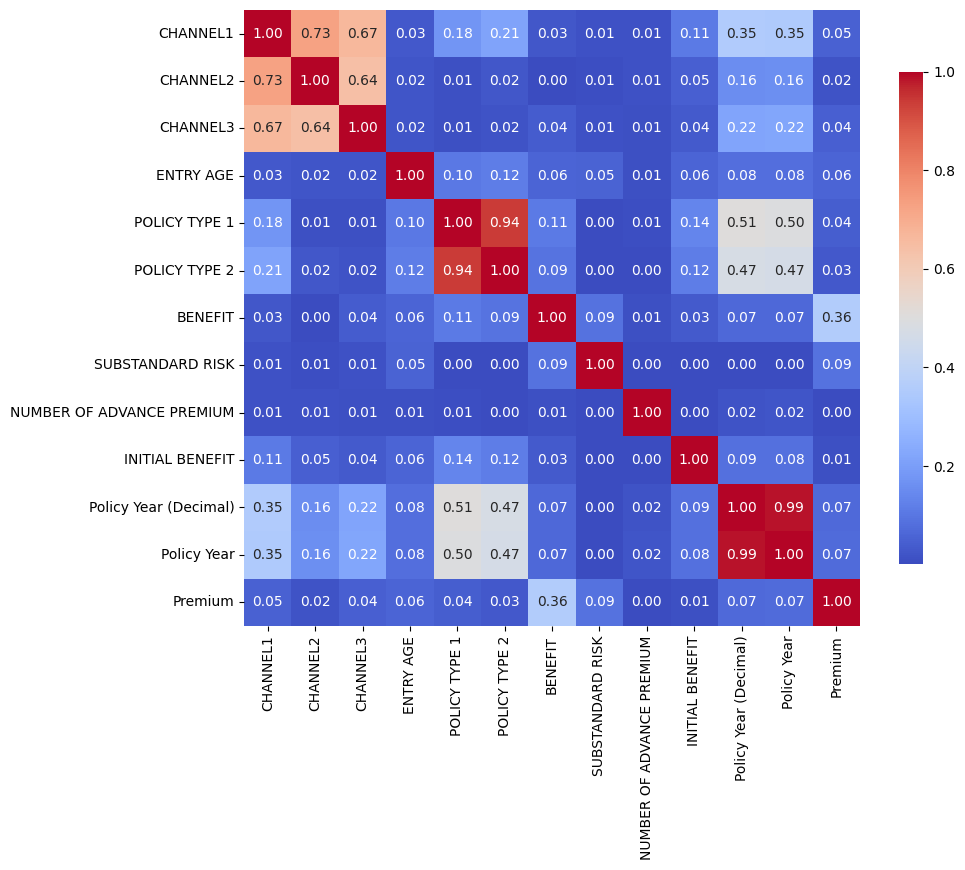 CHANNEL1 1.00 0.73 0.67 0.03 0.18 0.21 0.03 0.01 0.01 0.11 0.35 0.35 0.05
CHANNEL2 0.73 1.00 0.64 0.02 0.01 0.02 0.00 0.01 0.01 0.05 0.16 0.16 0.02
CHANNEL3 0.67 0.64 1.00 0.02 0.01 0.02 0.04 0.01 0.01 0.04 0.22 0.22 0.04
ENTRY AGE 0.03 0.02 0.02 1.00 0.10 0.12 0.06 0.05 0.01 0.06 0.08 0.08 0.06
POLICY TYPE 1 0.18 0.01 0.01 0.10 1.00 0.94 0.11 0.00 0.01 0.14 0.51 0.50 0.04
POLICY TYPE 2 0.21 0.02 0.02 0.12 0.94 1.00 0.09 0.00 0.00 0.12 0.47 0.47 0.03
BENEFIT 0.03 0.00 0.04 0.06 0.11 0.09 1.00 0.09 0.01 0.03 0.07 0.07 0.36
SUBSTANDARD RISK 0.01 0.01 0.01 0.05 0.00 0.00 0.09 1.00 0.00 0.00 0.00 0.00 0.09
NUMBER OF ADVANCE PREMIUM 0.01 0.01 0.01 0.01 0.01 0.00 0.01 0.00 1.00 0.00 0.02 0.02 0.00
INITIAL BENEFIT 0.11 0.05 0.04 0.06 0.14 0.12 0.03 0.00 0.00 1.00 0.09 0.08 0.01
Policy Year (Decimal) 0.35 0.16 0.22 0.08 0.51 0.47 0.07 0.00 0.02 0.09 1.00 0.99 0.07
Policy Year 0.35 0.16 0.22 0.08 0.50 0.47 0.07 0.00 0.02 0.08 0.99 1.00 0.07
Premium 0.05 0.02 0.04 0.06 0.04 0.03 0.36 0.09 0.00 0.01 0.07 0.07 1.00
CHANNEL1
CHANNEL2
CHANNEL3
ENTRY AGE
POLICY TYPE 1
POLICY TYPE 2
BENEFIT
SUBSTANDARD RISK
NUMBER OF ADVANCE PREMIUM
INITIAL BENEFIT
Policy Year (Decimal)
Policy Year
Premium
1.0
0.8
0.6
0.4
0.2